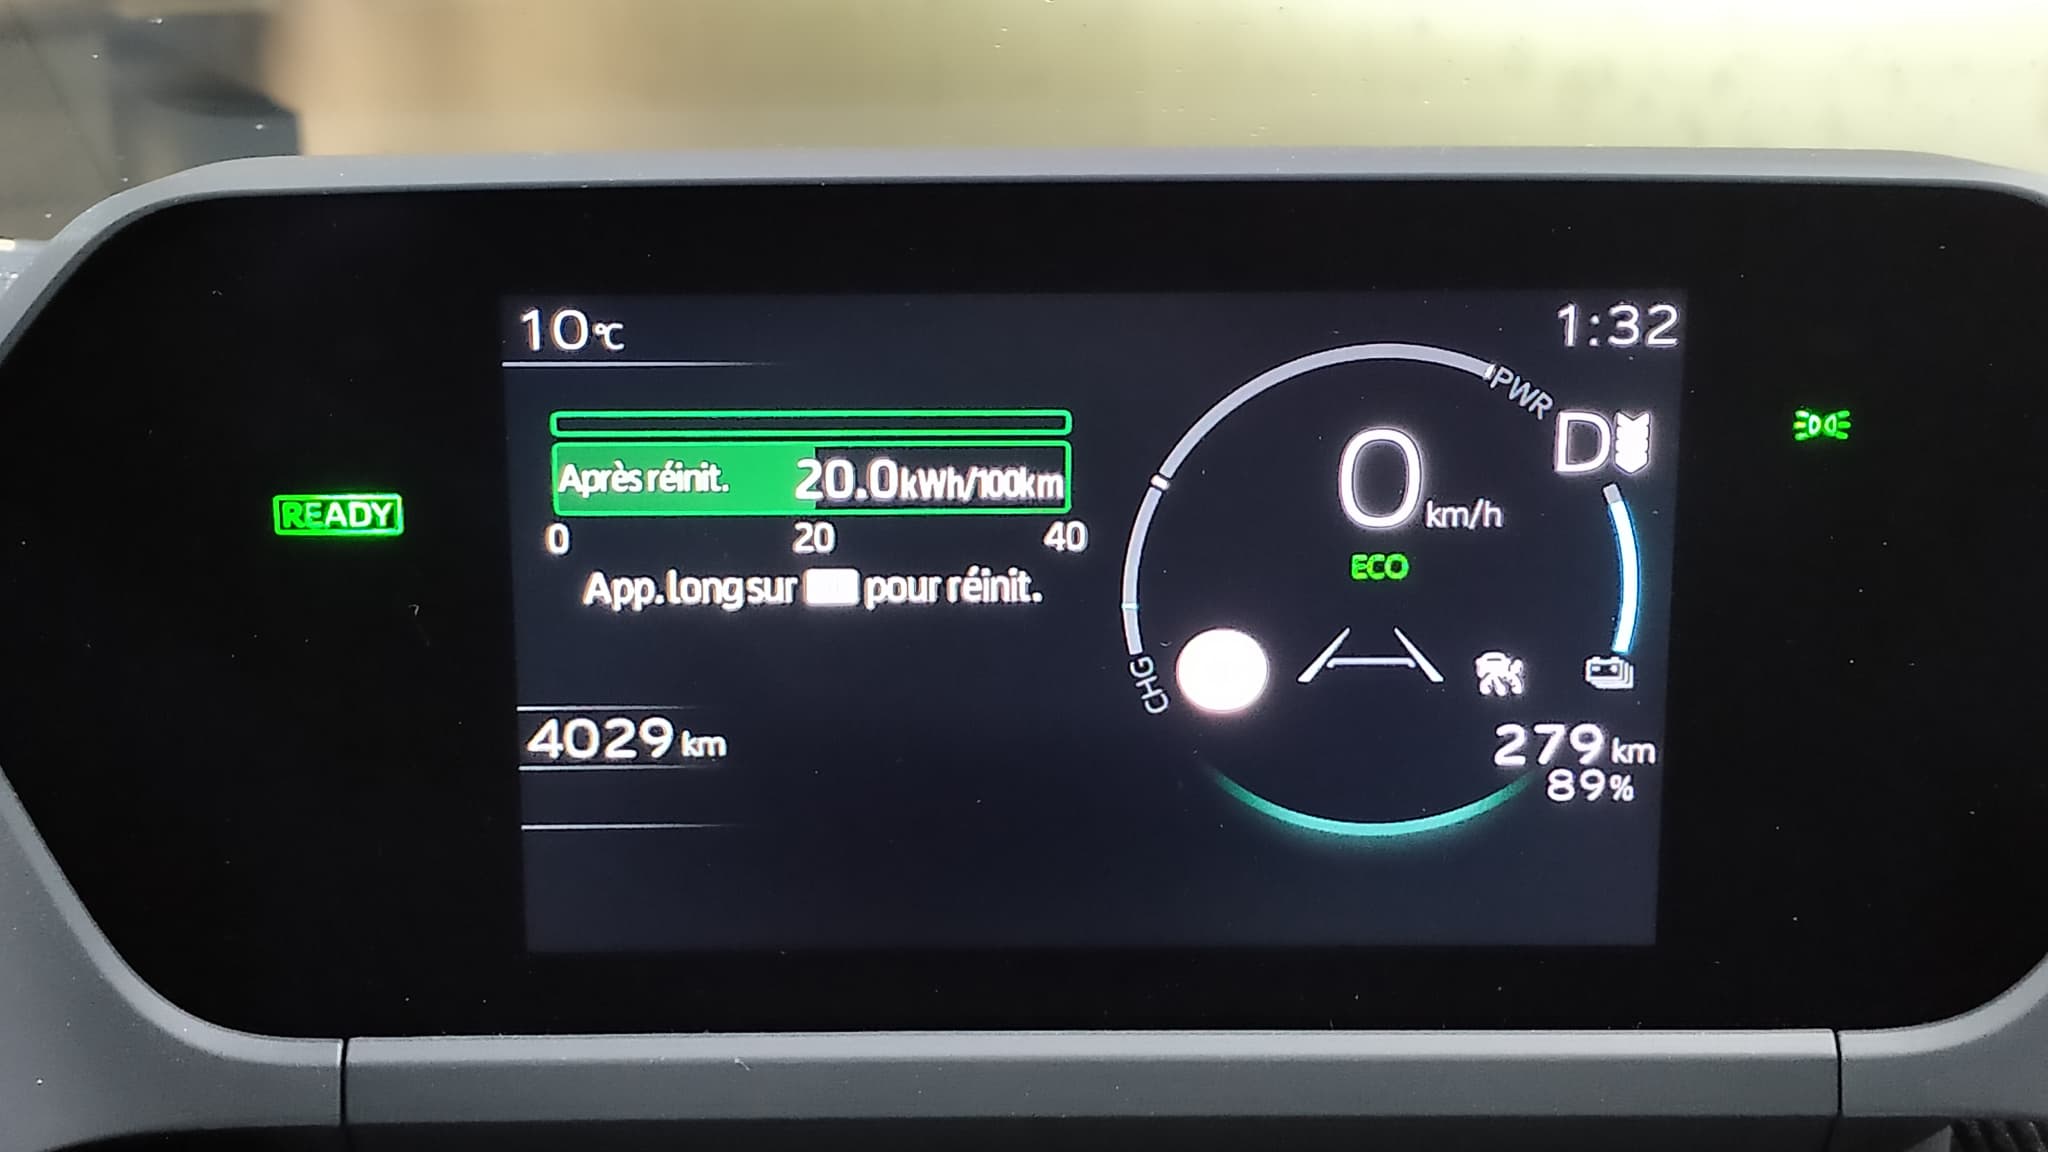 10°C
1:32
PWR
D
Après réinit. 20.0kWh/100km
0 20 40
App. long sur pour réinit.
READY
0 km/h
ECO
CHG
4029 km
279 km
89%